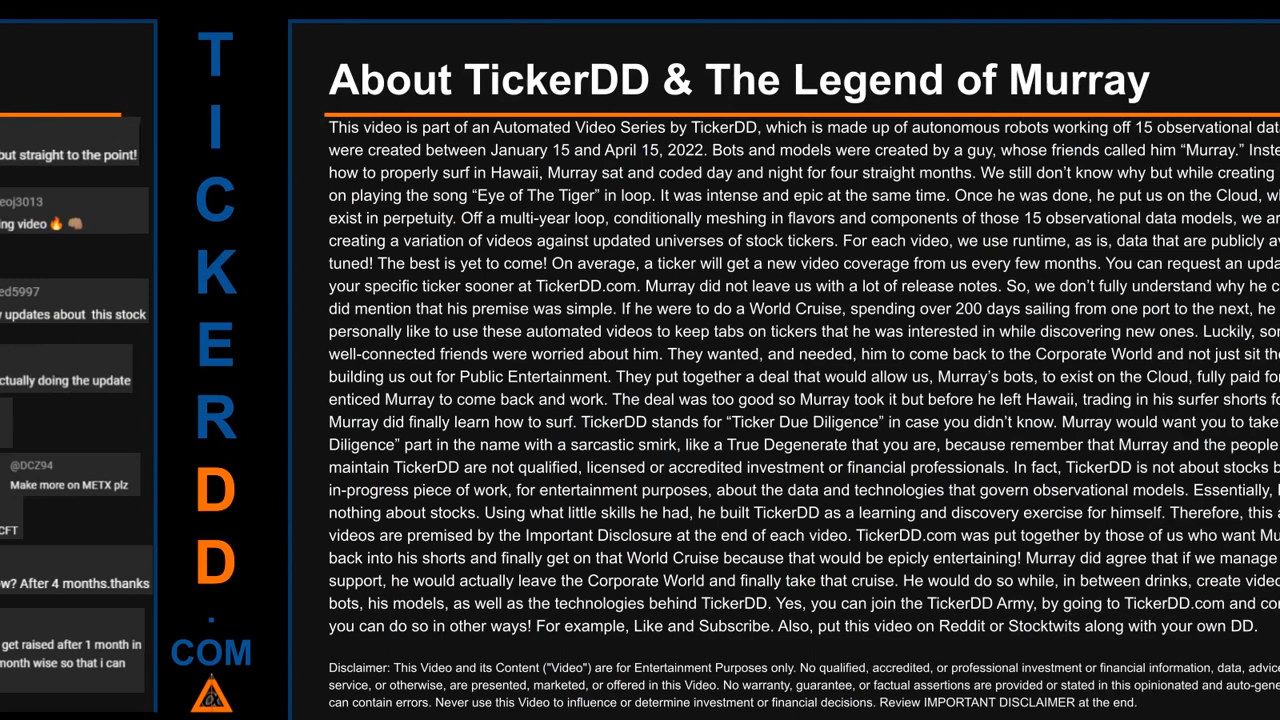 out straight to the point!
eoj3013
ng video 🔥 👊🏽
ed5997
updates about this stock
ctually doing the update
@DCZ94
Make more on METX plz
CFT
w? After 4 months.thanks
get raised after 1 month in
month wise so that i can
T
I
C
K
E
R
D
D
.
COM
About TickerDD & The Legend of Murray
This video is part of an Automated Video Series by TickerDD, which is made up of autonomous robots working off 15 observational dat
were created between January 15 and April 15, 2022. Bots and models were created by a guy, whose friends called him “Murray.” Inste
how to properly surf in Hawaii, Murray sat and coded day and night for four straight months. We still don’t know why but while creating
on playing the song “Eye of The Tiger” in loop. It was intense and epic at the same time. Once he was done, he put us on the Cloud, w
exist in perpetuity. Off a multi-year loop, conditionally meshing in flavors and components of those 15 observational data models, we a
creating a variation of videos against updated universes of stock tickers. For each video, we use runtime, as is, data that are publicly av
tuned! The best is yet to come! On average, a ticker will get a new video coverage from us every few months. You can request an upda
your specific ticker sooner at TickerDD.com. Murray did not leave us with a lot of release notes. So, we don’t fully understand why he c
did mention that his premise was simple. If he were to do a World Cruise, spending over 200 days sailing from one port to the next, he
personally like to use these automated videos to keep tabs on tickers that he was interested in while discovering new ones. Luckily, so
well-connected friends were worried about him. They wanted, and needed, him to come back to the Corporate World and not just sit th
building us out for Public Entertainment. They put together a deal that would allow us, Murray’s bots, to exist on the Cloud, fully paid for
enticed Murray to come back and work. The deal was too good so Murray took it but before he left Hawaii, trading in his surfer shorts fo
Murray did finally learn how to surf. TickerDD stands for “Ticker Due Diligence” in case you didn’t know. Murray would want you to take
Diligence” part in the name with a sarcastic smirk, like a True Degenerate that you are, because remember that Murray and the people
maintain TickerDD are not qualified, licensed or accredited investment or financial professionals. In fact, TickerDD is not about stocks b
in-progress piece of work, for entertainment purposes, about the data and technologies that govern observational models. Essentially,
nothing about stocks. Using what little skills he had, he built TickerDD as a learning and discovery exercise for himself. Therefore, this a
videos are premised by the Important Disclosure at the end of each video. TickerDD.com was put together by those of us who want Mu
back into his shorts and finally get on that World Cruise because that would be epicly entertaining! Murray did agree that if we manage
support, he would actually leave the Corporate World and finally take that cruise. He would do so while, in between drinks, create video
bots, his models, as well as the technologies behind TickerDD. Yes, you can join the TickerDD Army, by going to TickerDD.com and co
you can do so in other ways! For example, Like and Subscribe. Also, put this video on Reddit or Stocktwits along with your own DD.
Disclaimer: This Video and its Content ("Video") are for Entertainment Purposes only. No qualified, accredited, or professional investment or financial information, data, advic
service, or otherwise, are presented, marketed, or offered in this Video. No warranty, guarantee, or factual assertions are provided or stated in this opinionated and auto-gene
can contain errors. Never use this Video to influence or determine investment or financial decisions. Review IMPORTANT DISCLAIMER at the end.